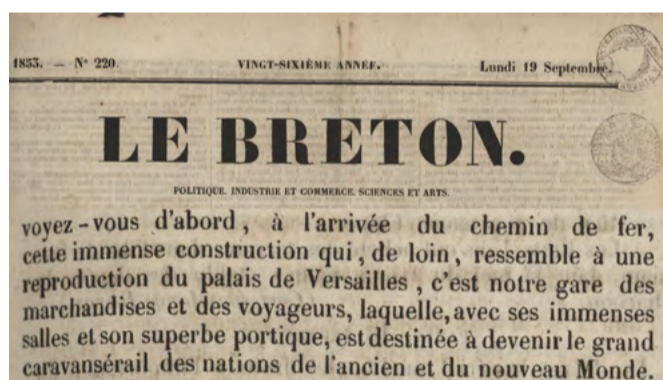 1853. — N° 220. VINGT-SIXIÈME ANNÉE. Lundi 19 Septembre.
LE BRETON.
POLITIQUE. INDUSTRIE ET COMMERCE. SCIENCES ET ARTS.
voyez-vous d'abord, à l'arrivée du chemin de fer,
cette immense construction qui, de loin, ressemble à une
reproduction du palais de Versailles, c'est notre gare des
marchandises et des voyageurs, laquelle, avec ses immenses
salles et son superbe portique, est destinée à devenir le grand
caravansérail des nations de l'ancien et du nouveau Monde.